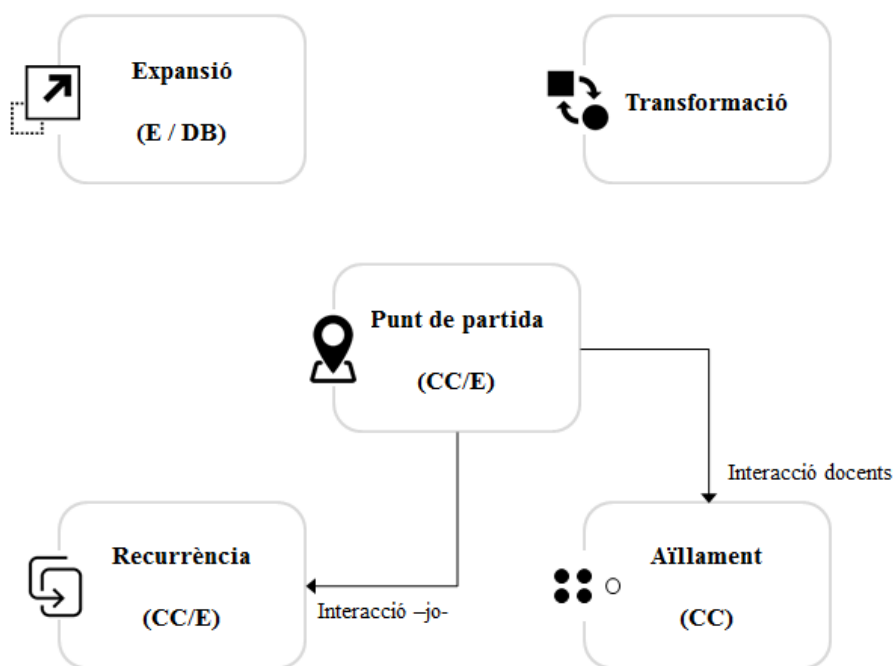 Expansió
(E / DB)
Transformació
Punt de partida
(CC/E)
Interacció docents
Recurrència
(CC/E)
Interacció –jo-
Aïllament
(CC)